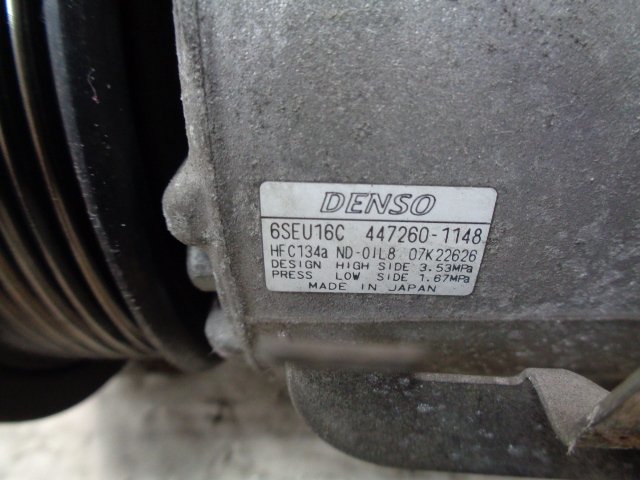 DENSO
6SEU16C 447260-1148
HFC134a ND-OIL8 07K22626
DESIGN HIGH SIDE 3.53MPa
PRESS LOW SIDE 1.67MPa
MADE IN JAPAN